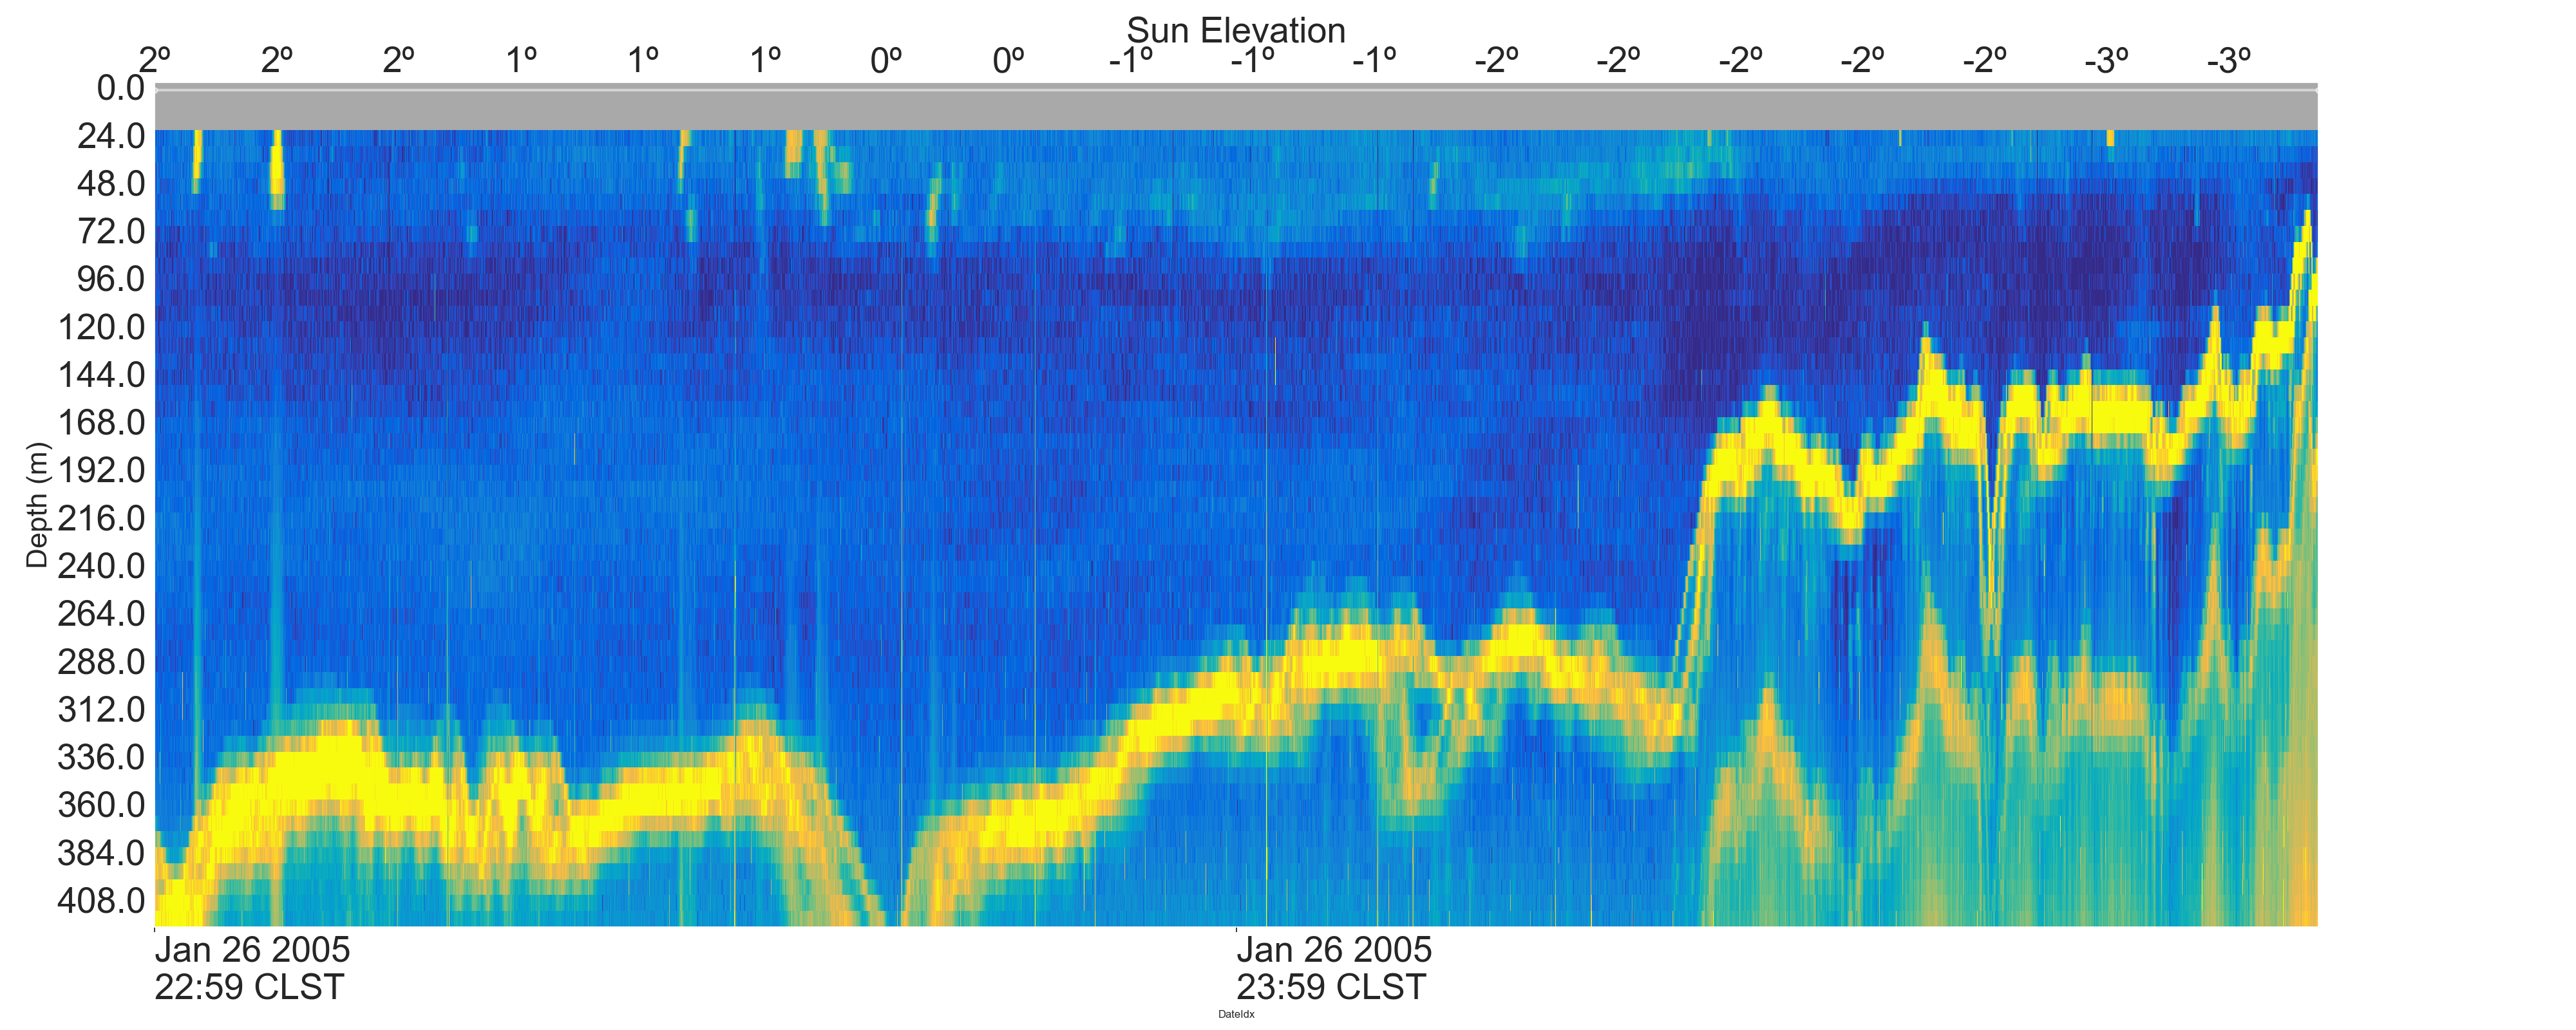 Sun Elevation
2º 2º 2º 1º 1º 1º 0º 0º -1º -1º -1º -2º -2º -2º -2º -2º -3º -3º
0.0
24.0
48.0
72.0
96.0
120.0
144.0
168.0
192.0
216.0
240.0
264.0
288.0
312.0
336.0
360.0
384.0
408.0
Depth (m)
Jan 26 2005
22:59 CLST
Jan 26 2005
23:59 CLST
DateIdx